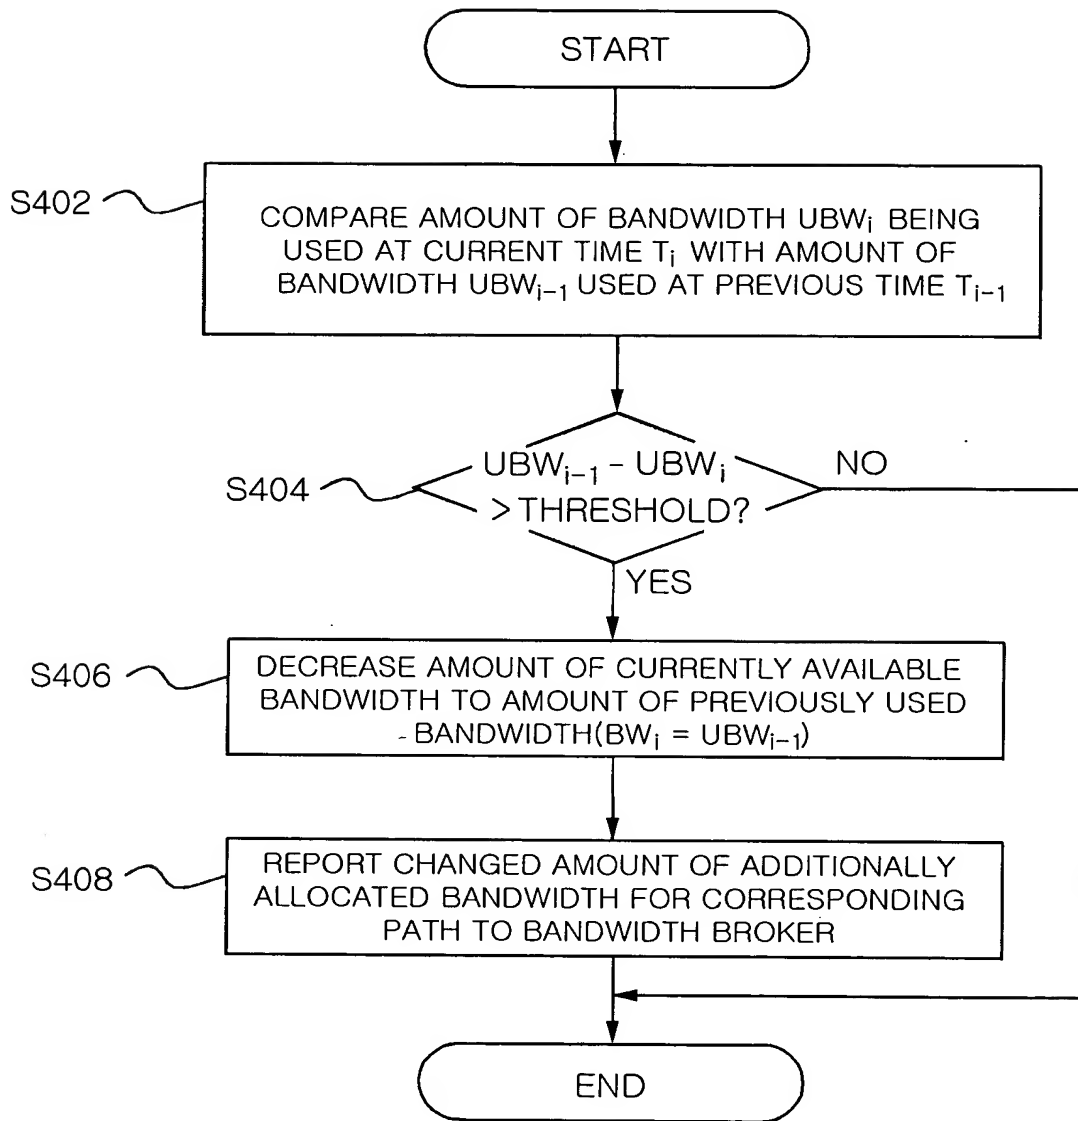 START
S402
COMPARE AMOUNT OF BANDWIDTH UBWi BEING
USED AT CURRENT TIME Ti WITH AMOUNT OF
BANDWIDTH UBWi-1 USED AT PREVIOUS TIME Ti-1
S404
UBWi-1 - UBWi
> THRESHOLD?
NO
YES
S406
DECREASE AMOUNT OF CURRENTLY AVAILABLE
BANDWIDTH TO AMOUNT OF PREVIOUSLY USED
BANDWIDTH(BWi = UBWi-1)
S408
REPORT CHANGED AMOUNT OF ADDITIONALLY
ALLOCATED BANDWIDTH FOR CORRESPONDING
PATH TO BANDWIDTH BROKER
END